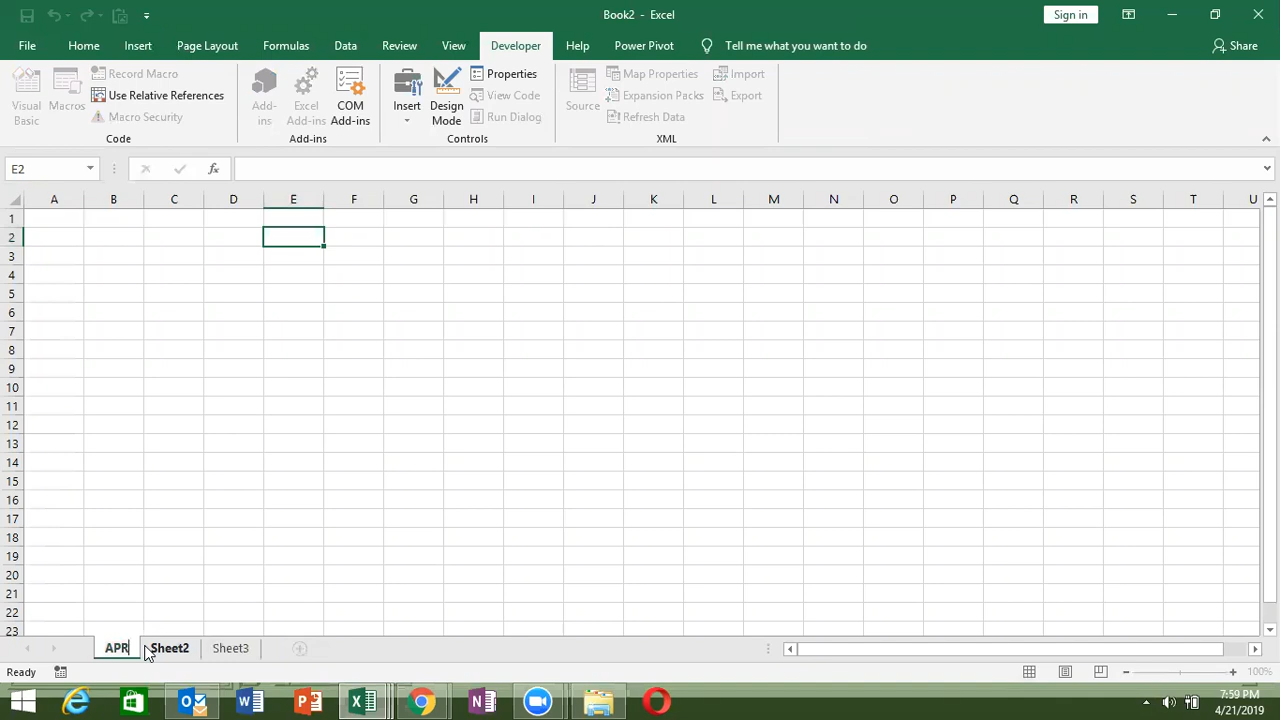 Book2 - Excel
Sign in
File Home Insert Page Layout Formulas Data Review View Developer Help Power Pivot Tell me what you want to do Share
Visual Basic
Macros
Record Macro
Use Relative References
Macro Security
Code
Add-ins
Excel Add-ins
COM Add-ins
Add-ins
Insert
Design Mode
Properties
View Code
Run Dialog
Controls
Source
Map Properties
Expansion Packs
Refresh Data
Import
Export
XML
E2
fx
A B C D E F G H I J K L M N O P Q R S T U
1
2
3
4
5
6
7
8
9
10
11
12
13
14
15
16
17
18
19
20
21
22
23
APR Sheet2 Sheet3
Ready
100%
7:59 PM
4/21/2019